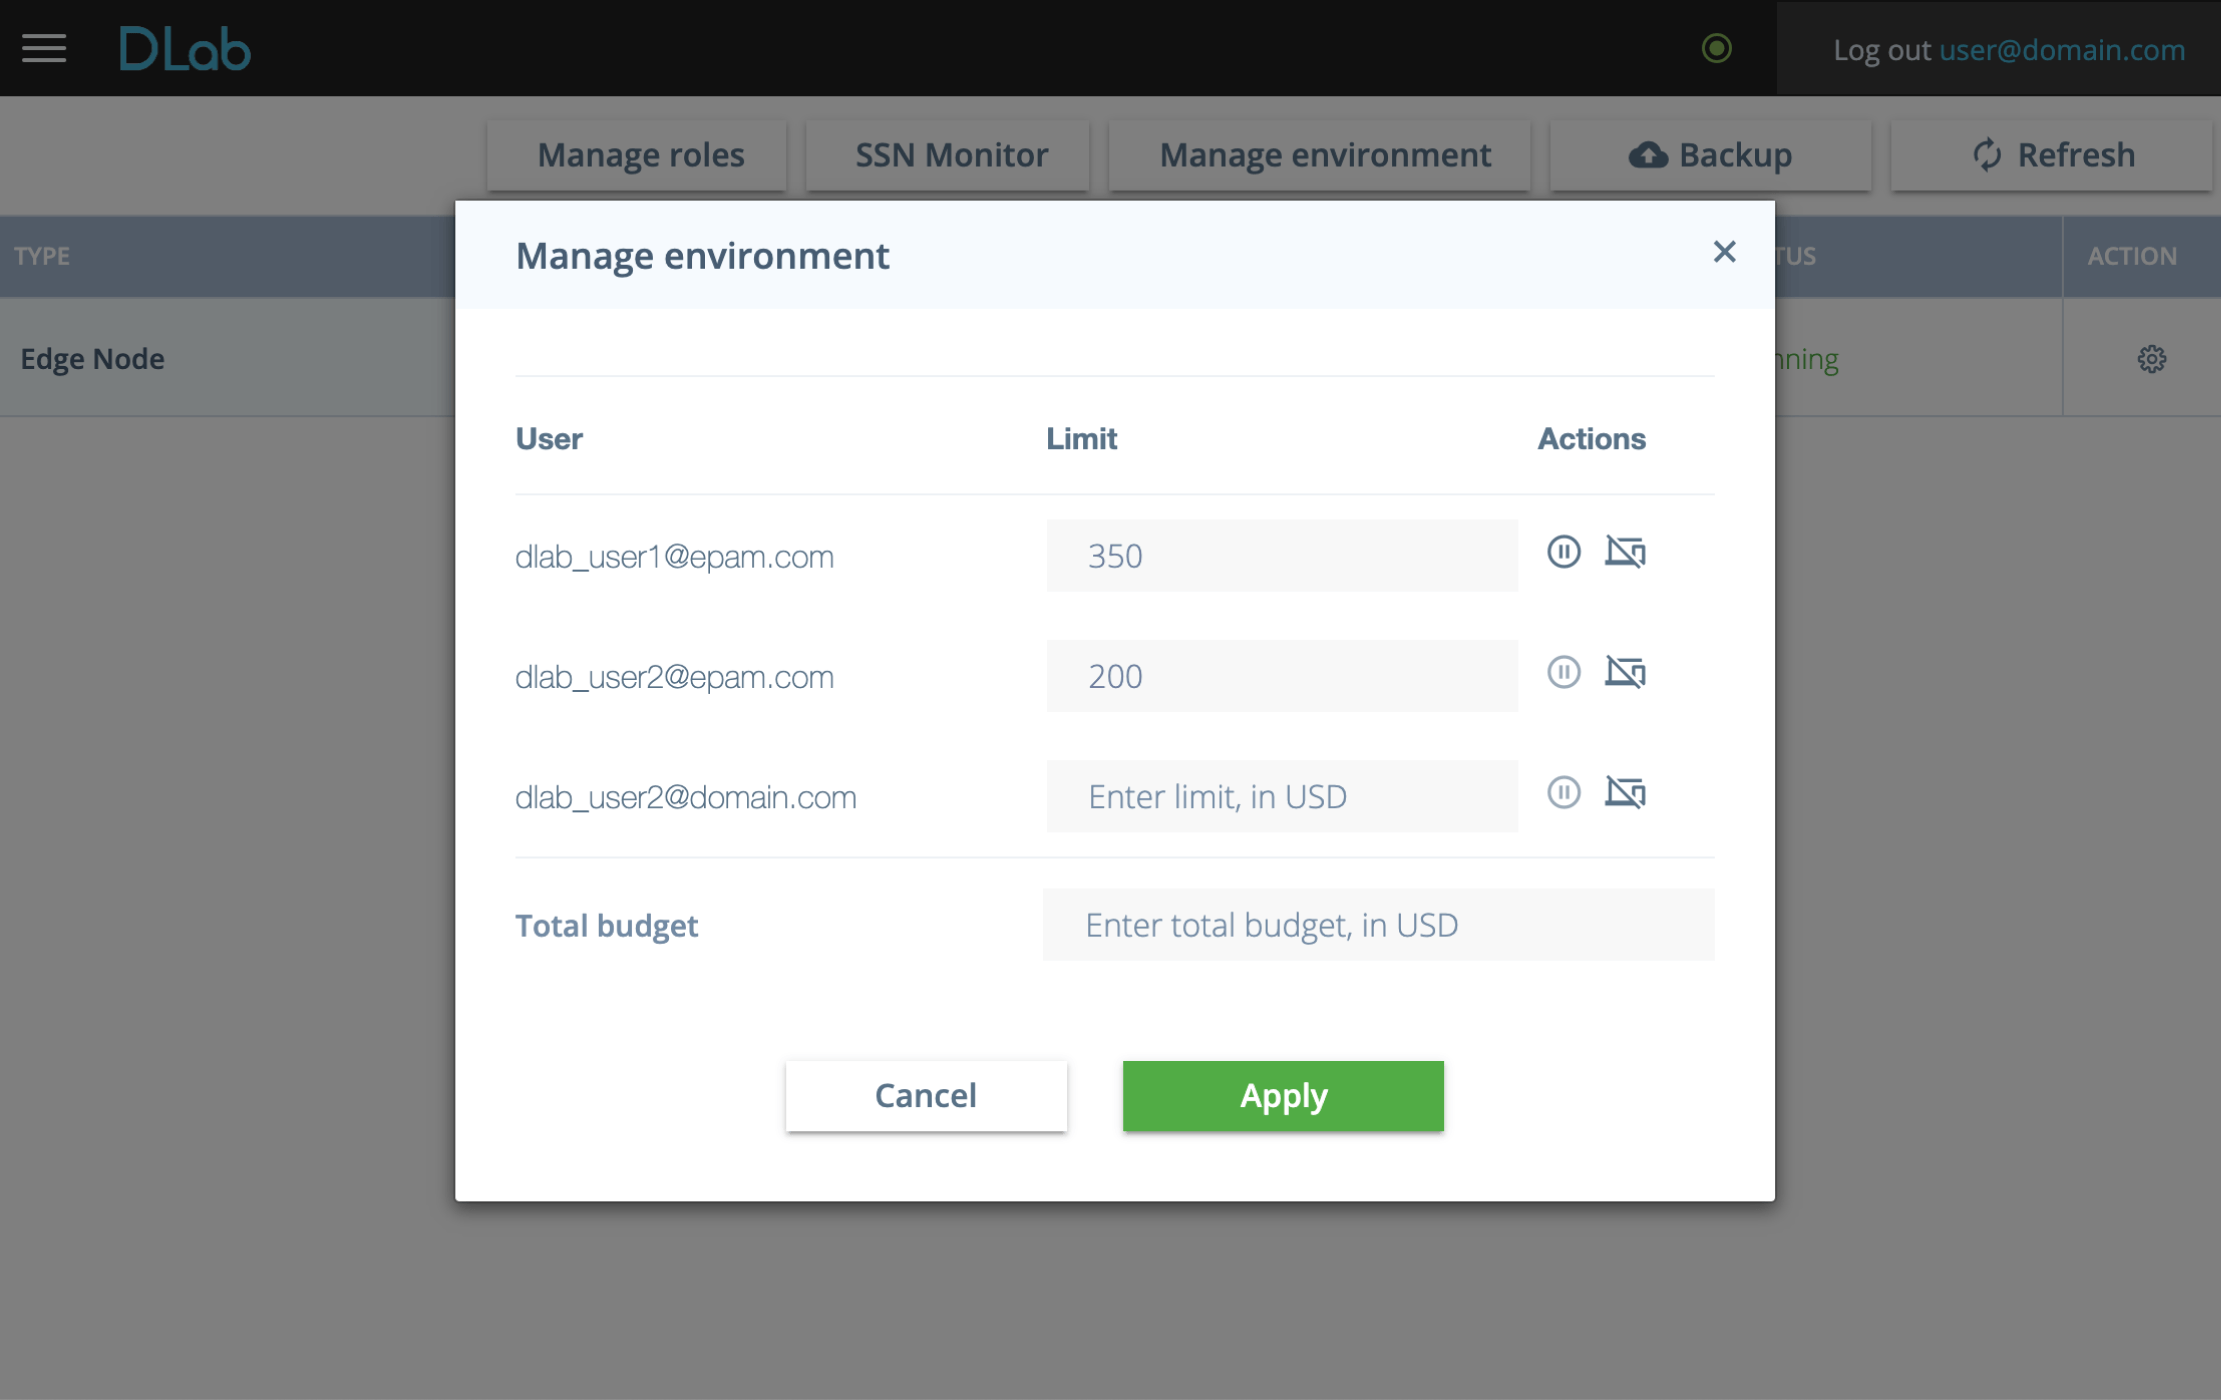 DLab
Log out user@domain.com
Manage roles
SSN Monitor
Manage environment
Backup
Refresh
TYPE
TUS
ACTION
Edge Node
nning
Manage environment
User Limit Actions
dlab_user1@epam.com 350
dlab_user2@epam.com 200
dlab_user2@domain.com Enter limit, in USD
Total budget Enter total budget, in USD
Cancel
Apply